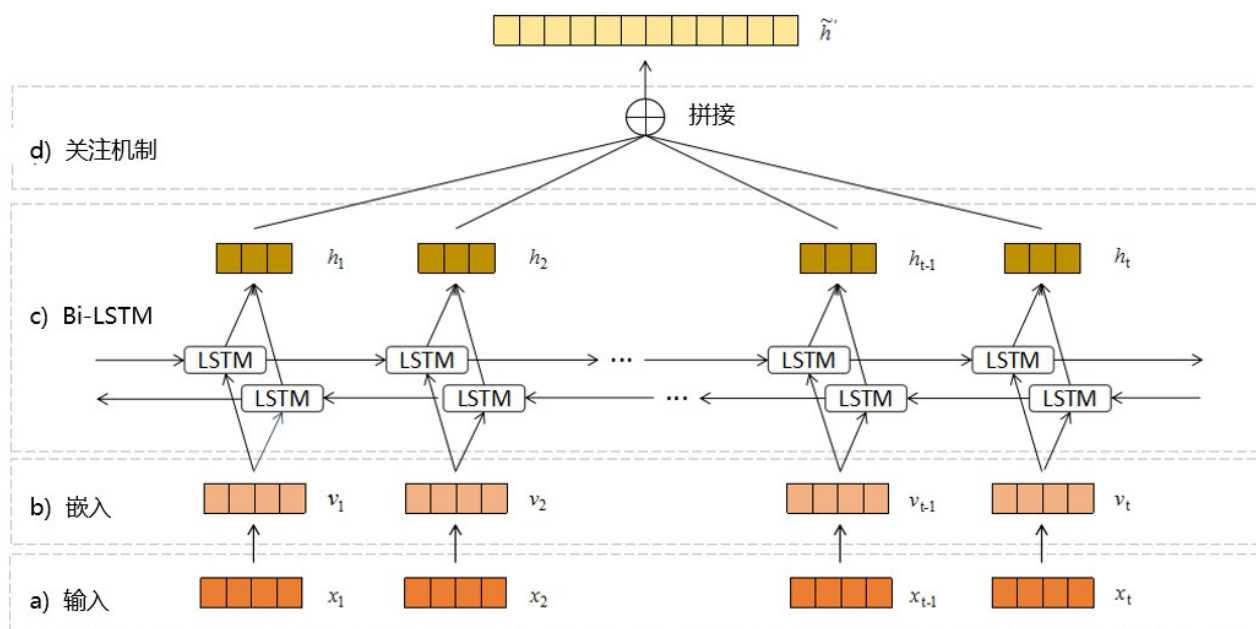 h̃'
拼接
d) 关注机制
h₁ h₂ hₜ₋₁ hₜ
c) Bi-LSTM
LSTM LSTM ... LSTM LSTM
LSTM LSTM ... LSTM LSTM
b) 嵌入 v₁ v₂ vₜ₋₁ vₜ
a) 输入 x₁ x₂ xₜ₋₁ xₜ